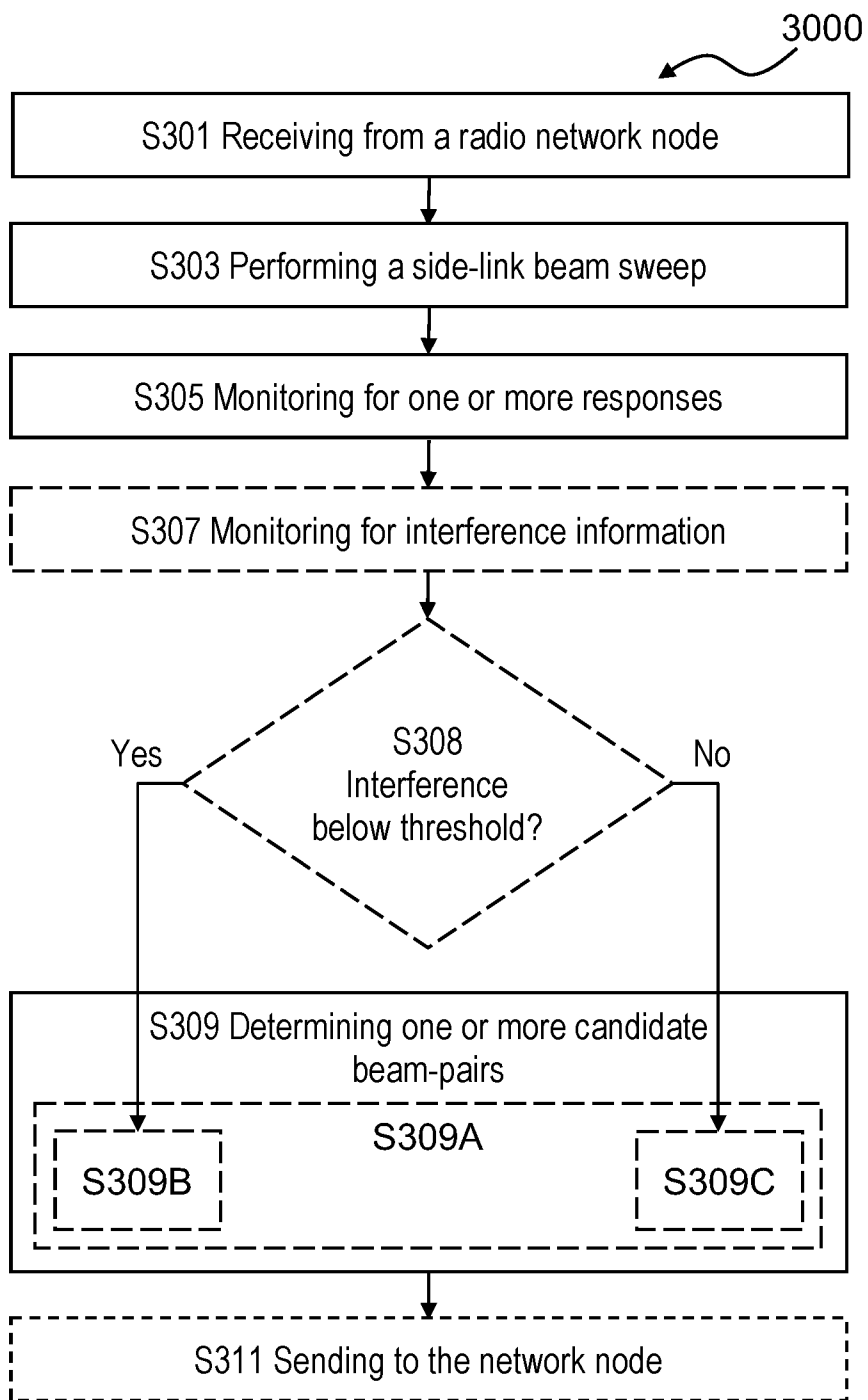 3000
S301 Receiving from a radio network node
S303 Performing a side-link beam sweep
S305 Monitoring for one or more responses
S307 Monitoring for interference information
Yes
S308
No
Interference
below threshold?
S309 Determining one or more candidate
beam-pairs
S309A
S309B
S309C
S311 Sending to the network node